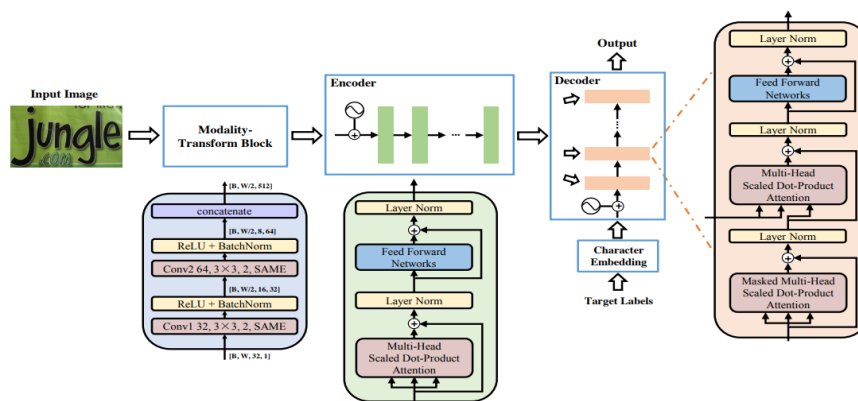 Input Image
jungle
.com
Modality-
Transform Block
Encoder
...
Output
Decoder
...
...
Character
Embedding
Target Labels
[B, W/2, 512]
concatenate
[B, W/2, 8, 64]
ReLU + BatchNorm
Conv2 64, 3×3, 2, SAME
[B, W/2, 16, 32]
ReLU + BatchNorm
Conv1 32, 3×3, 2, SAME
[B, W, 32, 1]
Layer Norm
Feed Forward
Networks
Layer Norm
Multi-Head
Scaled Dot-Product
Attention
Layer Norm
Feed Forward
Networks
Layer Norm
Multi-Head
Scaled Dot-Product
Attention
Layer Norm
Masked Multi-Head
Scaled Dot-Product
Attention